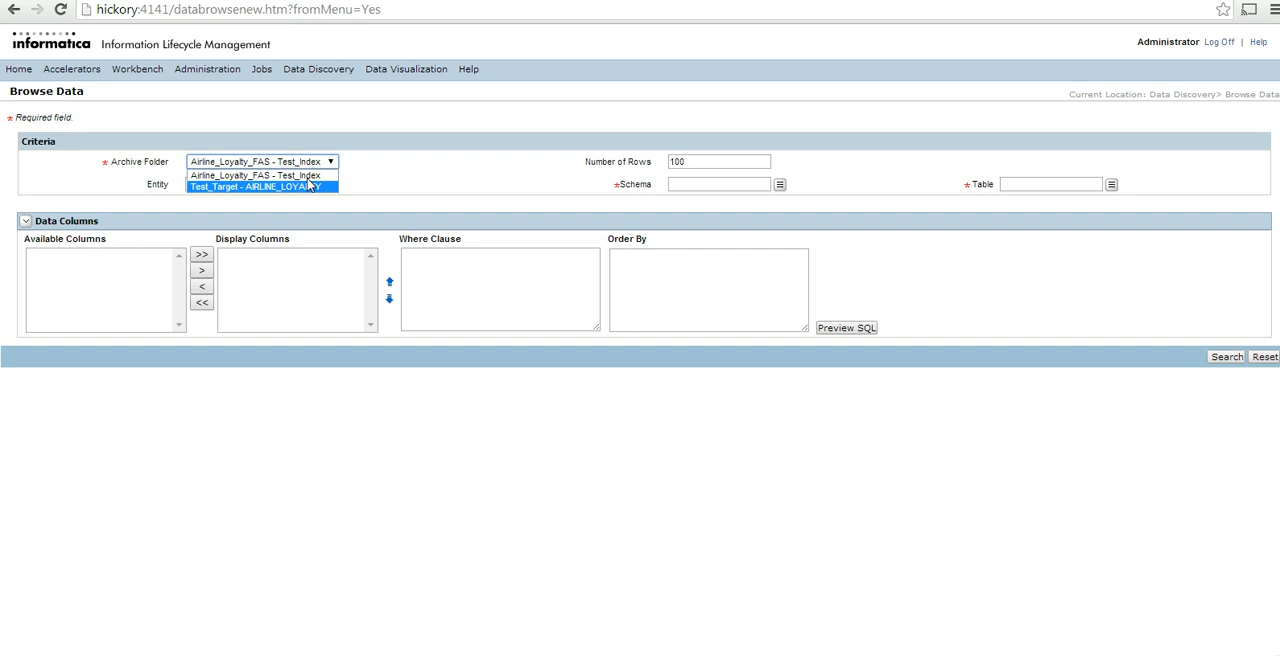 hickory:4141/databrowsenew.htm?fromMenu=Yes
informatica Information Lifecycle Management
Administrator Log Off | Help
Home Accelerators Workbench Administration Jobs Data Discovery Data Visualization Help
Browse Data
Current Location: Data Discovery> Browse Data
* Required field.
Criteria
* Archive Folder Airline_Loyalty_FAS - Test_Index Number of Rows 100
Airline_Loyalty_FAS - Test_Index
Entity Test_Target - AIRLINE_LOYALTY *Schema * Table
Data Columns
Available Columns Display Columns Where Clause Order By
>>
>
<
<<
Preview SQL
Search Reset